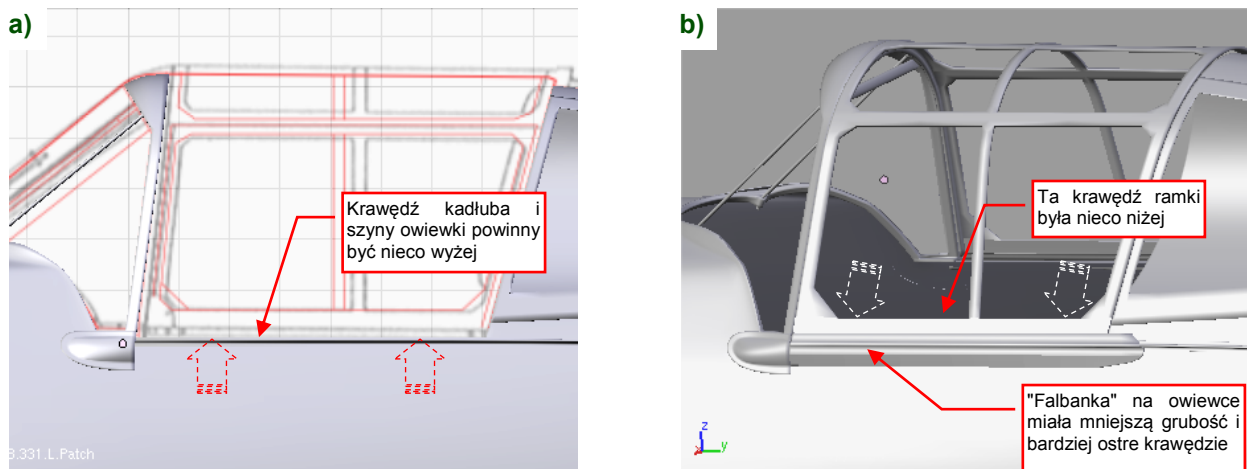 a)
b)
Krawędź kadłuba i
szyny owiewki powinny
być nieco wyżej
Ta krawędź ramki
była nieco niżej
"Falbanka" na owiewce
miała mniejszą grubość i
bardziej ostre krawędzie
z
y
.331.L.Patch